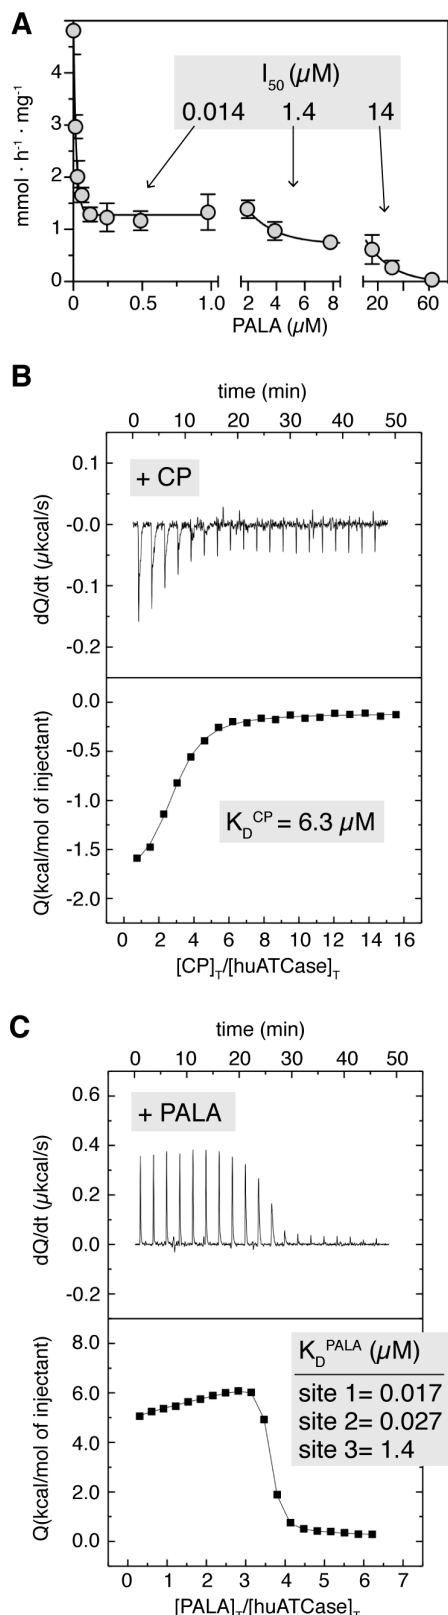 A
I50 (µM)
0.014 1.4 14
mmol · h-1 · mg-1
4
3
2
1
0
0 0.5 1.0 2 4 6 8 20 60
PALA (µM)
B
time (min)
0 10 20 30 40 50
+ CP
dQ/dt (µkcal/s)
0.1
-0.0
-0.1
-0.2
Q(kcal/mol of injectant)
0.0
-0.5
-1.0
-1.5
-2.0
KDCP = 6.3 µM
0 2 4 6 8 10 12 14 16
[CP]T/[huATCase]T
C
time (min)
0 10 20 30 40 50
+ PALA
dQ/dt (µkcal/s)
0.6
0.4
0.2
0.0
-0.2
Q(kcal/mol of injectant)
8.0
6.0
4.0
2.0
0.0
KDPALA (µM)
site 1= 0.017
site 2= 0.027
site 3= 1.4
0 1 2 3 4 5 6 7
[PALA]T/[huATCase]T